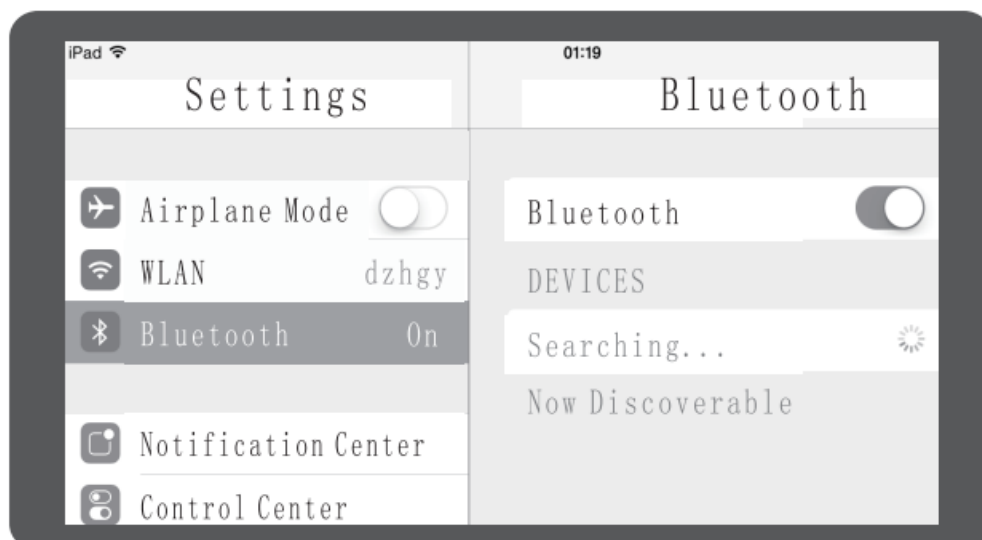 iPad
01:19
Settings
Bluetooth
Airplane Mode
WLAN dzhgy
Bluetooth On
Notification Center
Control Center
Bluetooth
DEVICES
Searching...
Now Discoverable